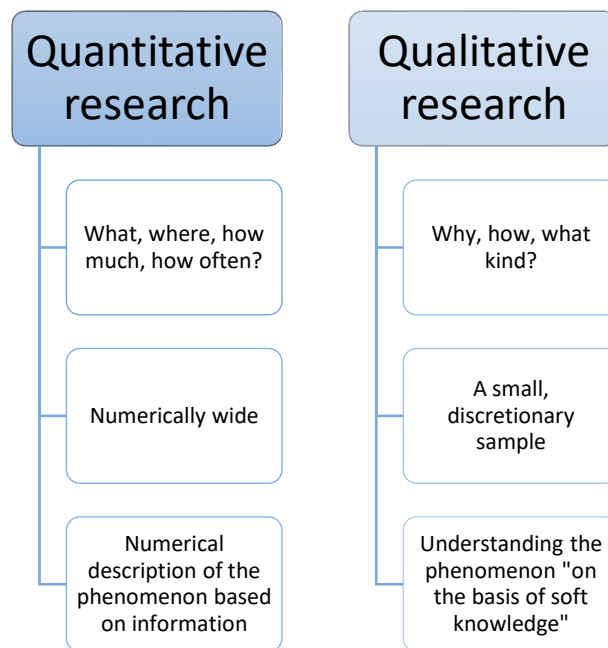 Quantitative
research
What, where, how
much, how often?
Numerically wide
Numerical
description of the
phenomenon based
on information
Qualitative
research
Why, how, what
kind?
A small,
discretionary
sample
Understanding the
phenomenon "on
the basis of soft
knowledge"